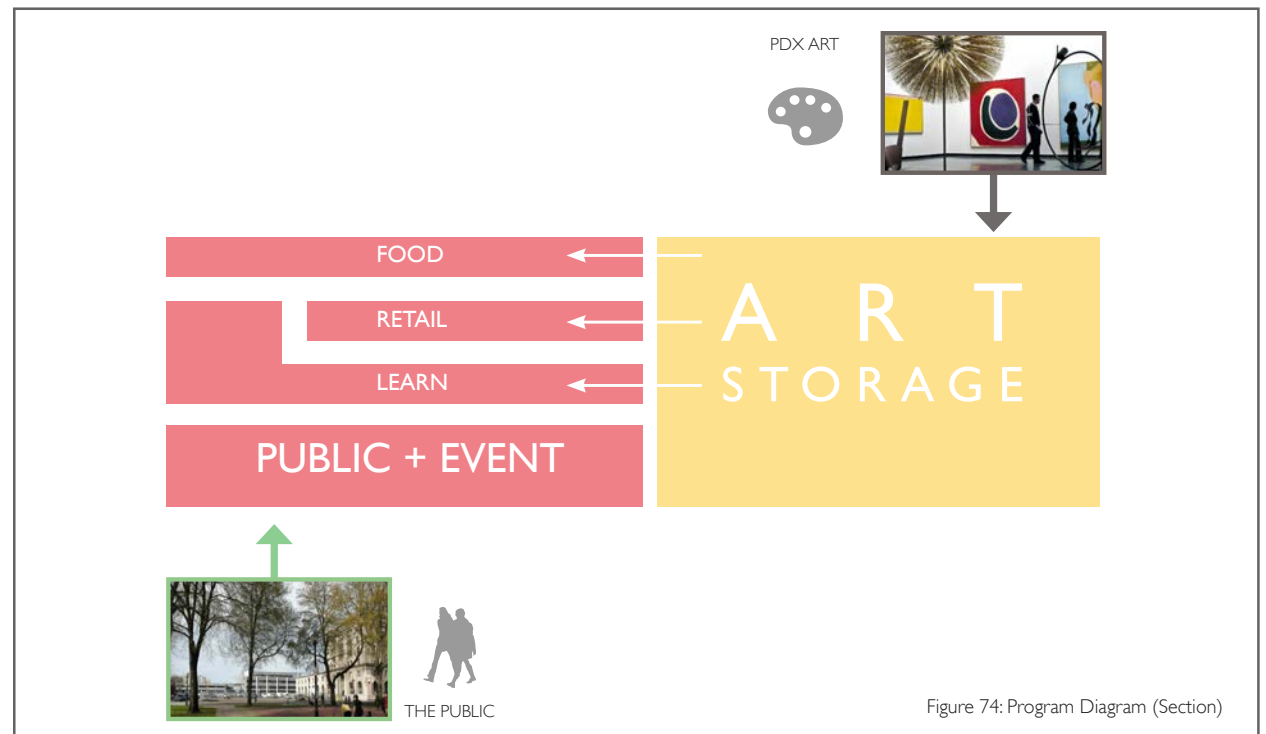 PDX ART
FOOD
RETAIL
LEARN
PUBLIC + EVENT
A R T
STORAGE
THE PUBLIC
Figure 74: Program Diagram (Section)